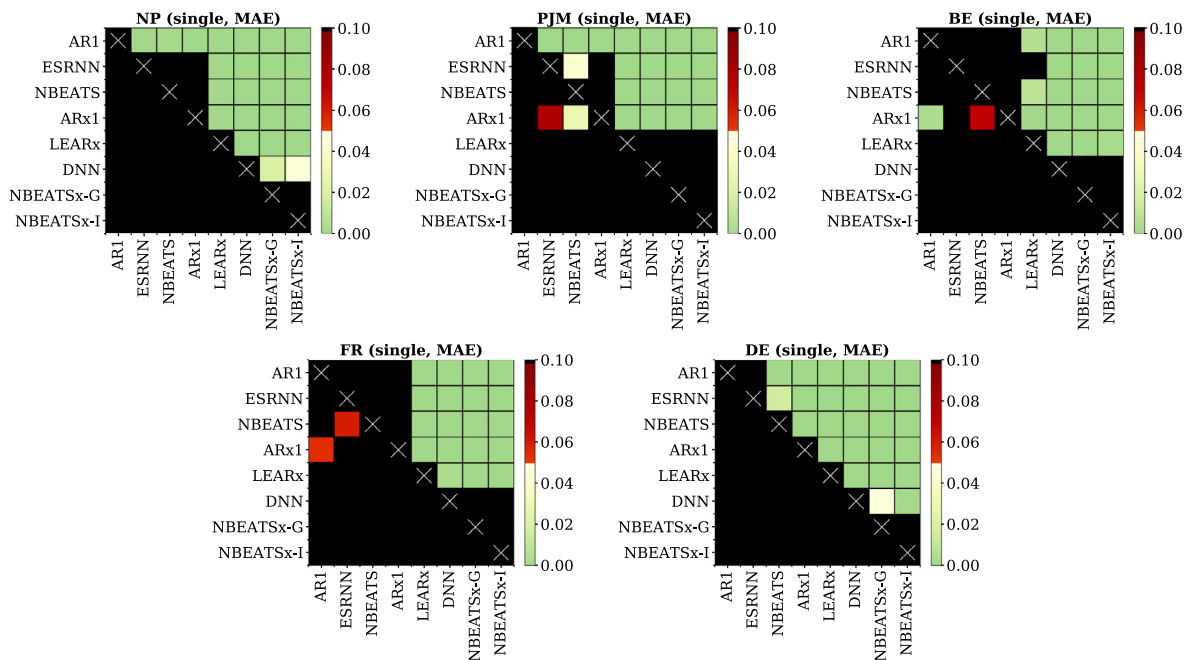 NP (single, MAE)
AR1
ESRNN
NBEATS
ARx1
LEARx
DNN
NBEATSx-G
NBEATSx-I
AR1
ESRNN
NBEATS
ARx1
LEARx
DNN
NBEATSx-G
NBEATSx-I
0.10
0.08
0.06
0.04
0.02
0.00
PJM (single, MAE)
AR1
ESRNN
NBEATS
ARx1
LEARx
DNN
NBEATSx-G
NBEATSx-I
AR1
ESRNN
NBEATS
ARx1
LEARx
DNN
NBEATSx-G
NBEATSx-I
0.10
0.08
0.06
0.04
0.02
0.00
BE (single, MAE)
AR1
ESRNN
NBEATS
ARx1
LEARx
DNN
NBEATSx-G
NBEATSx-I
AR1
ESRNN
NBEATS
ARx1
LEARx
DNN
NBEATSx-G
NBEATSx-I
0.10
0.08
0.06
0.04
0.02
0.00
FR (single, MAE)
AR1
ESRNN
NBEATS
ARx1
LEARx
DNN
NBEATSx-G
NBEATSx-I
AR1
ESRNN
NBEATS
ARx1
LEARx
DNN
NBEATSx-G
NBEATSx-I
0.10
0.08
0.06
0.04
0.02
0.00
DE (single, MAE)
AR1
ESRNN
NBEATS
ARx1
LEARx
DNN
NBEATSx-G
NBEATSx-I
AR1
ESRNN
NBEATS
ARx1
LEARx
DNN
NBEATSx-G
NBEATSx-I
0.10
0.08
0.06
0.04
0.02
0.00